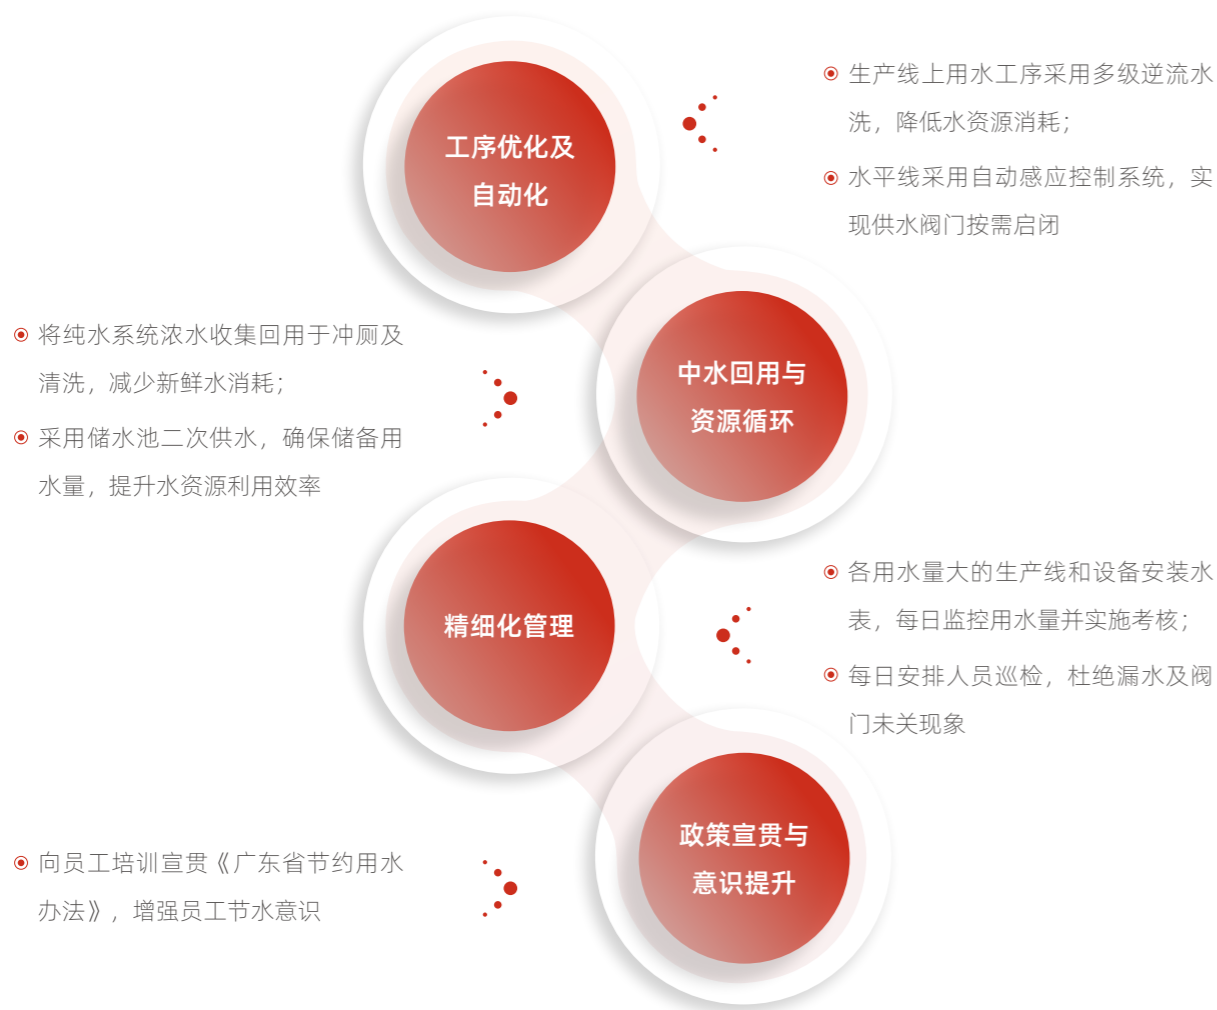 工序优化及
自动化
生产线上用水工序采用多级逆流水
洗，降低水资源消耗；
水平线采用自动感应控制系统，实
现供水阀门按需启闭
中水回用与
资源循环
将纯水系统浓水收集回用于冲厕及
清洗，减少新鲜水消耗；
采用储水池二次供水，确保储备用
水量，提升水资源利用效率
精细化管理
各用水量大的生产线和设备安装水
表，每日监控用水量并实施考核；
每日安排人员巡检，杜绝漏水及阀
门未关现象
政策宣贯与
意识提升
向员工培训宣贯《广东省节约用水
办法》，增强员工节水意识